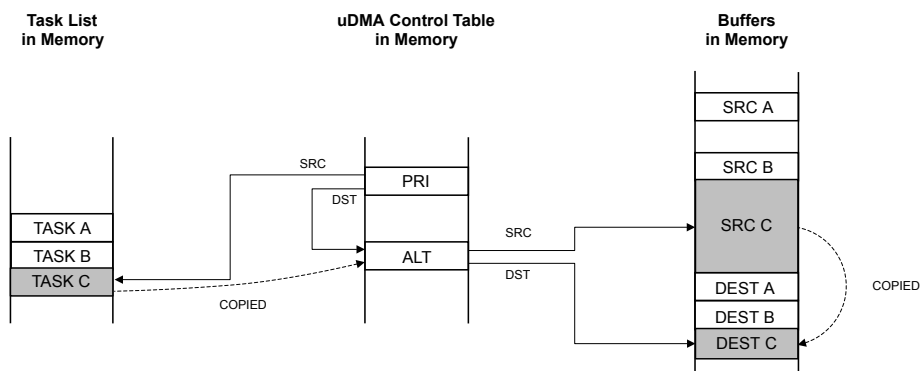 Task List
in Memory
uDMA Control Table
in Memory
Buffers
in Memory
SRC A
SRC B
SRC
PRI
DST
SRC C
TASK A
TASK B
TASK C
SRC
ALT
DST
COPIED
DEST A
DEST B
DEST C
COPIED